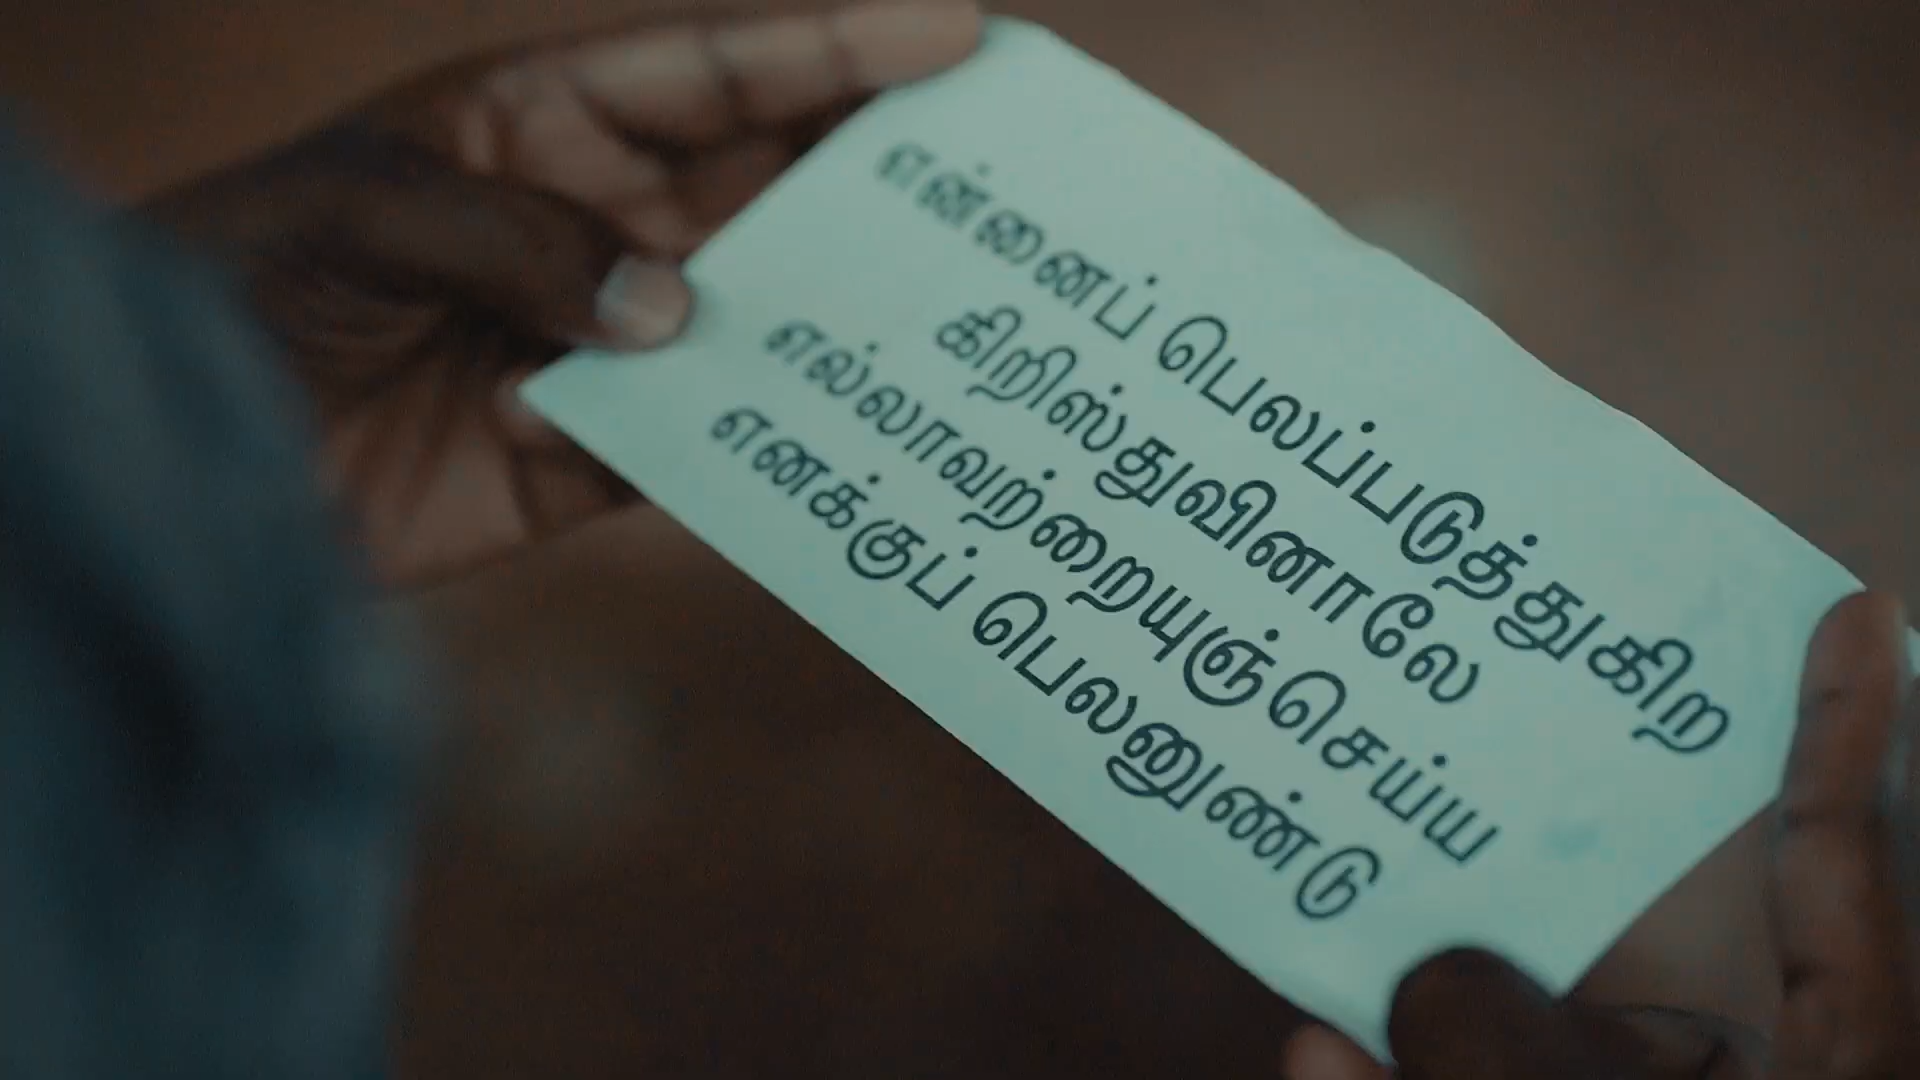 என்னைப் பெலப்படுத்துகிற
கிறிஸ்துவினாலே
எல்லாவற்றையுஞ்செய்ய
எனக்குப் பெலனுண்டு